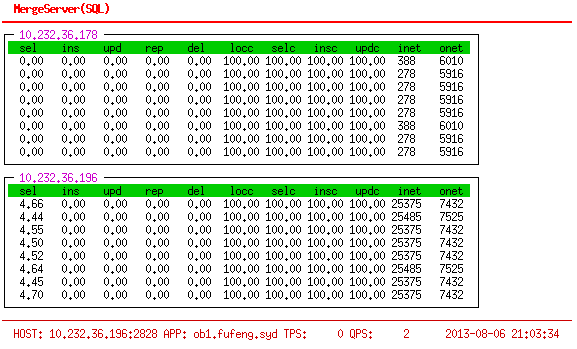 MergeServer(SQL)
10.232.36.178
sel ins upd rep del locc selc insc updc inet onet
0.00 0.00 0.00 0.00 0.00 100.00 100.00 100.00 100.00 388 6010
0.00 0.00 0.00 0.00 0.00 100.00 100.00 100.00 100.00 278 5916
0.00 0.00 0.00 0.00 0.00 100.00 100.00 100.00 100.00 278 5916
0.00 0.00 0.00 0.00 0.00 100.00 100.00 100.00 100.00 278 5916
0.00 0.00 0.00 0.00 0.00 100.00 100.00 100.00 100.00 278 5916
0.00 0.00 0.00 0.00 0.00 100.00 100.00 100.00 100.00 388 6010
0.00 0.00 0.00 0.00 0.00 100.00 100.00 100.00 100.00 278 5916
0.00 0.00 0.00 0.00 0.00 100.00 100.00 100.00 100.00 278 5916
10.232.36.196
sel ins upd rep del locc selc insc updc inet onet
4.66 0.00 0.00 0.00 0.00 100.00 100.00 100.00 100.00 25375 7432
4.44 0.00 0.00 0.00 0.00 100.00 100.00 100.00 100.00 25485 7525
4.55 0.00 0.00 0.00 0.00 100.00 100.00 100.00 100.00 25375 7432
4.50 0.00 0.00 0.00 0.00 100.00 100.00 100.00 100.00 25375 7432
4.52 0.00 0.00 0.00 0.00 100.00 100.00 100.00 100.00 25375 7432
4.64 0.00 0.00 0.00 0.00 100.00 100.00 100.00 100.00 25485 7525
4.45 0.00 0.00 0.00 0.00 100.00 100.00 100.00 100.00 25375 7432
4.70 0.00 0.00 0.00 0.00 100.00 100.00 100.00 100.00 25375 7432
HOST: 10.232.36.196:2828 APP: ob1.fufeng.syd TPS: 0 QPS: 2 2013-08-06 21:03:34